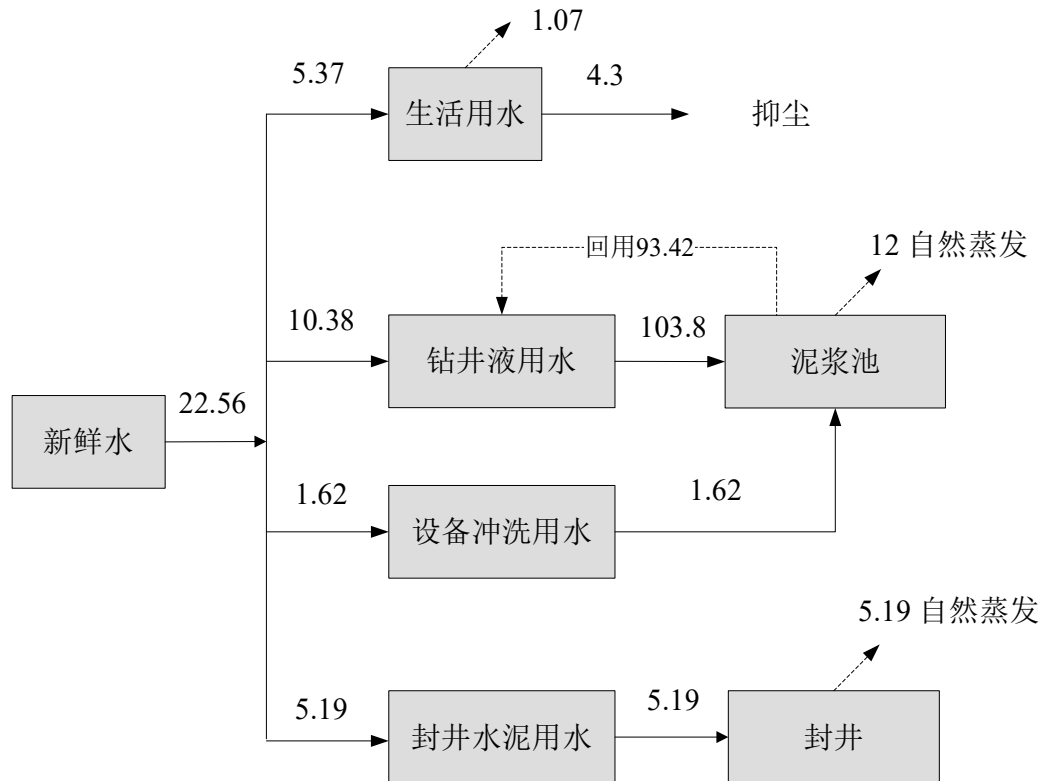 1.07
5.37
生活用水
4.3
抑尘
回用93.42
12 自然蒸发
10.38
钻井液用水
103.8
泥浆池
新鲜水
22.56
1.62
设备冲洗用水
1.62
5.19 自然蒸发
5.19
封井水泥用水
5.19
封井